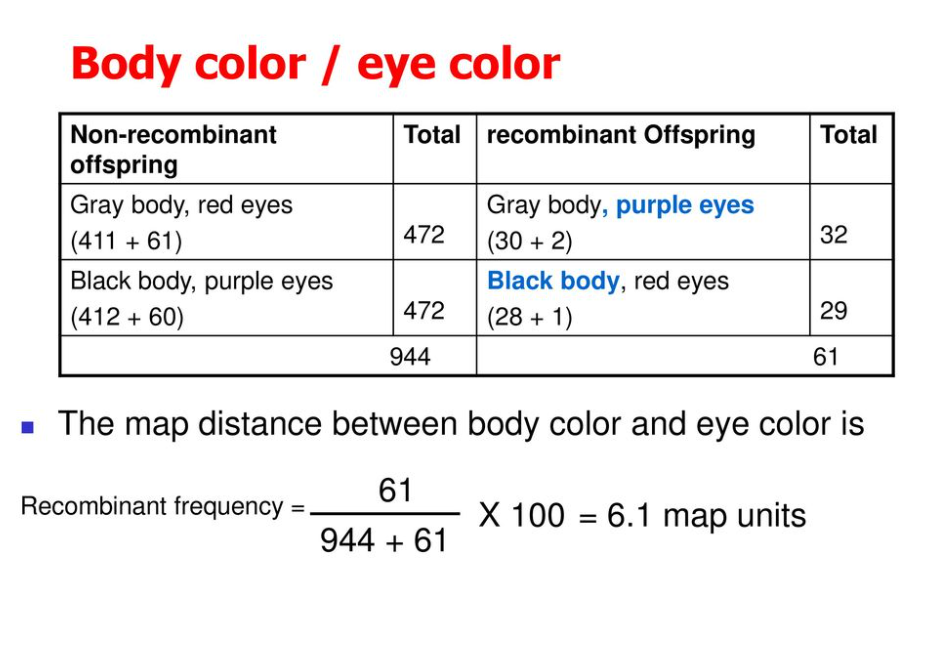 Body color / eye color
Non-recombinant offspring Total recombinant Offspring Total
Gray body, red eyes
(411 + 61) 472
Gray body, purple eyes
(30 + 2) 32
Black body, purple eyes
(412 + 60) 472
Black body, red eyes
(28 + 1) 29
944 61
The map distance between body color and eye color is
Recombinant frequency = 61 / 944 + 61 X 100 = 6.1 map units